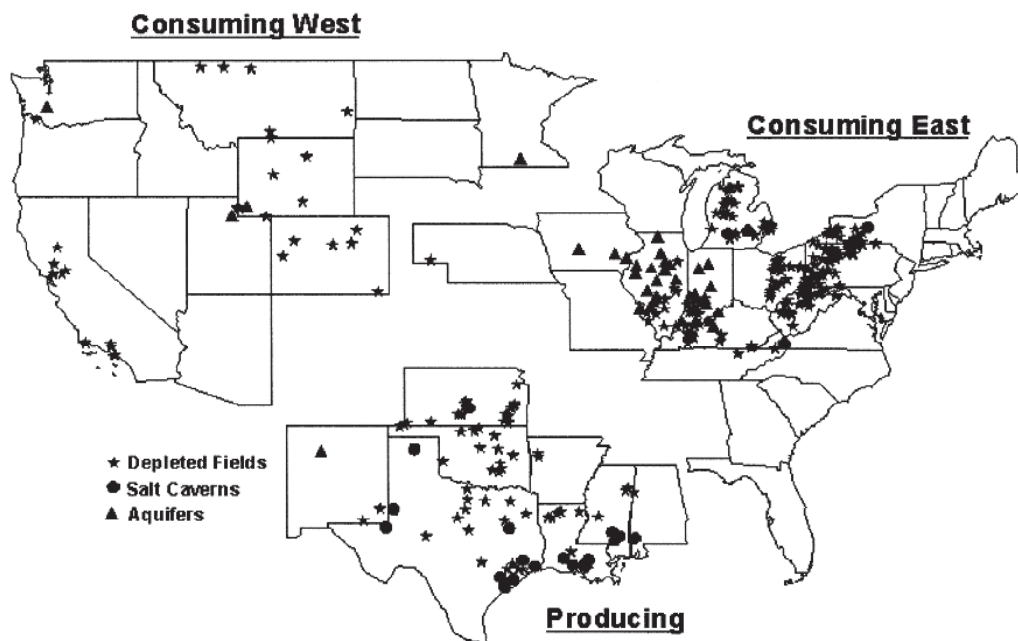 Consuming West
Consuming East
Depleted Fields
Salt Caverns
Aquifers
Producing